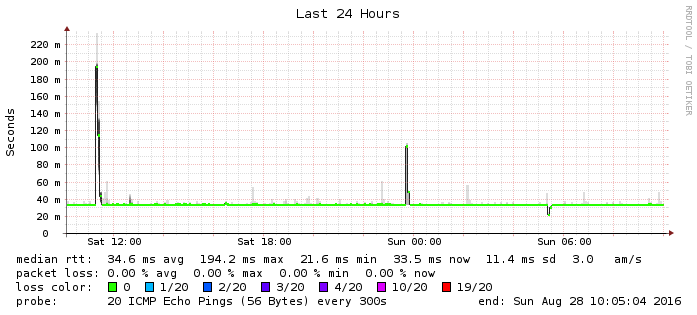 Last 24 Hours
RRDTOOL / TOBI OETIKER
Seconds
220 m
200 m
180 m
160 m
140 m
120 m
100 m
80 m
60 m
40 m
20 m
0
Sat 12:00 Sat 18:00 Sun 00:00 Sun 06:00
median rtt: 34.6 ms avg 194.2 ms max 21.6 ms min 33.5 ms now 11.4 ms sd 3.0 am/s
packet loss: 0.00 % avg 0.00 % max 0.00 % min 0.00 % now
loss color: 0 1/20 2/20 3/20 4/20 10/20 19/20
probe: 20 ICMP Echo Pings (56 Bytes) every 300s end: Sun Aug 28 10:05:04 2016